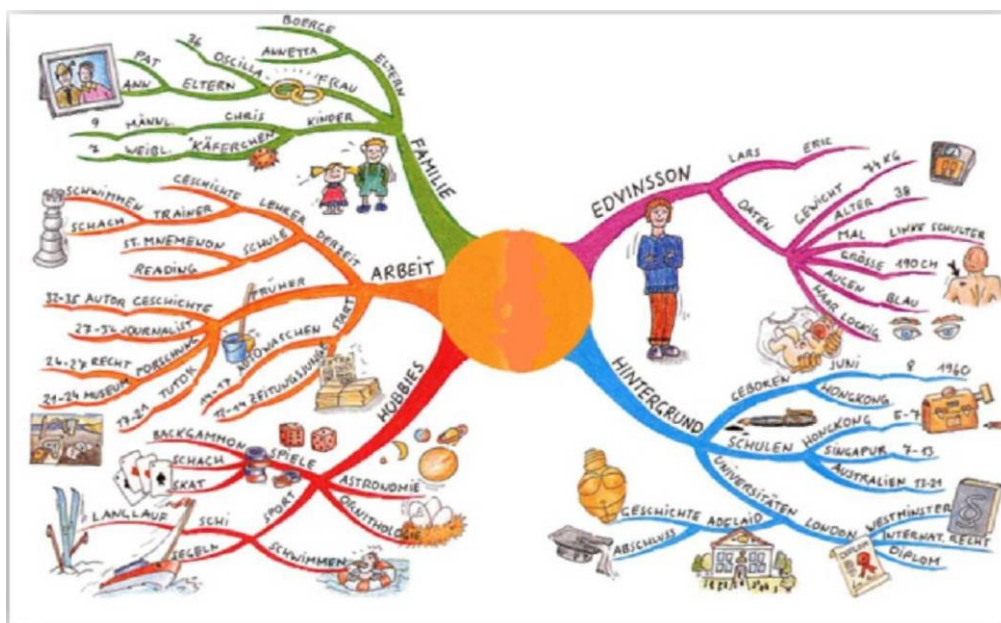 BOERGE
ANNETTA
ELTERN
36
OSCILLA
FRAU
PAT
ANN
ELTERN
9 MÄNNL. CHRIS KINDER
7 WEIBL. "KÄFERCHEN"
FAMILIE
SCHWIMMEN
SCHACH
TRAINER
GESCHICHTE
LEHRER
ST. MNEMENON
READING
SCHULE
DERZEIT
ARBEIT
FRÜHER
32-35 AUTOR GESCHICHTE
27-32 JOURNALIST
24-27 RECHT
21-24 MUSEUM
FORSCHUNG
17-21 TUTOR
START
14-17 AUTOWASCHEN
12-14 ZEITUNGSJUNGE
HOBBIES
BACKGAMMON
SCHACH
SKAT
SPIELE
ASTRONOMIE
ORNITHOLOGIE
SPORT
LANGLAUF SCHI
SEGELN
SCHWIMMEN
EDVINSSON
LARS ERIC
DATEN
GEWICHT 74 KG
ALTER 38
MAL LINKE SCHULTER
GRÖSSE 190 CM
AUGEN BLAU
HAAR LOCKIG
HINTERGRUND
GEBOREN
JUNI 8 1960
HONGKONG
SCHULEN
HONGKONG 5-7
SINGAPUR 7-13
AUSTRALIEN 13-21
UNIVERSITÄTEN
ADELAID
GESCHICHTE
ABSCHLUSS
LONDON
WESTMINSTER
INTERNAT. RECHT
DIPLOM
DIPLOM